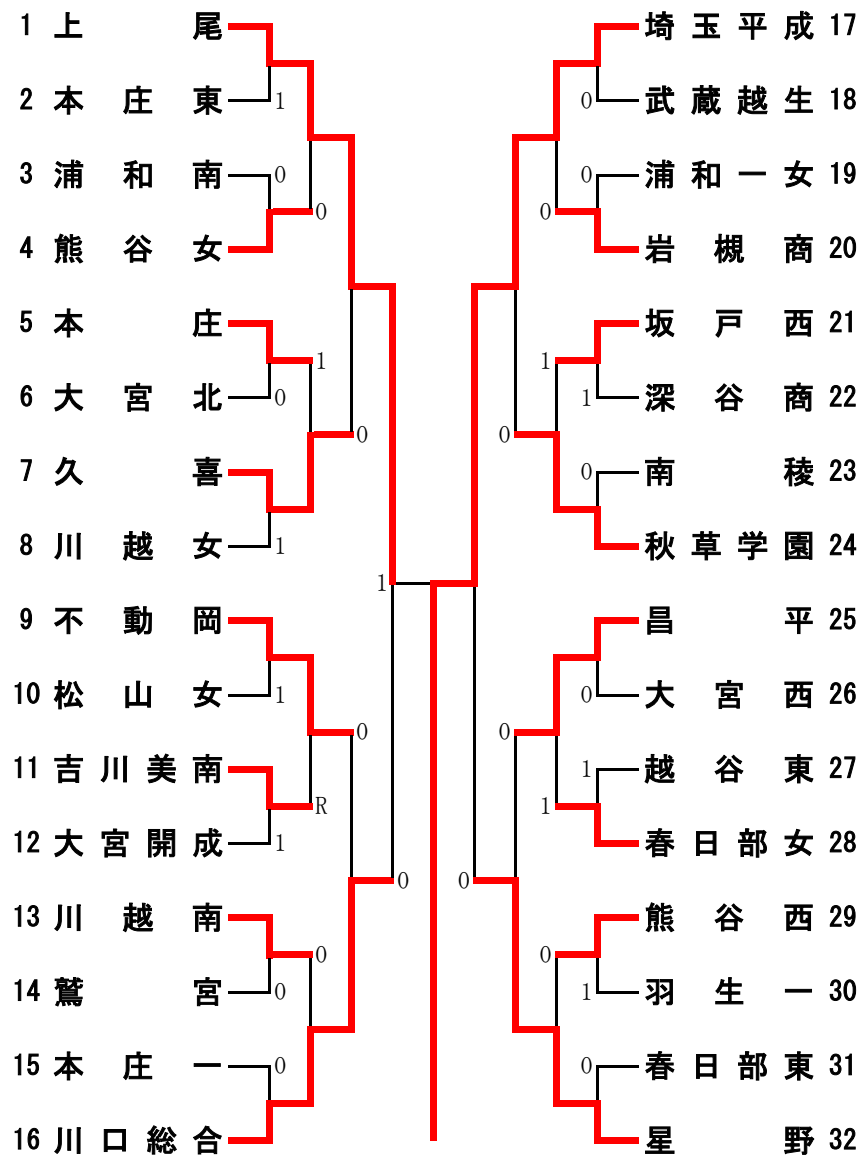 1 上尾
2 本庄東 1
3 浦和南 0
0
4 熊谷女
5 本庄
1
6 大宮北 0
0
7 久喜
8 川越女 1
1
9 不動岡
10 松山女 1
0
11 吉川美南
R
12 大宮開成 1
0
13 川越南
0
14 鷲宮 0
15 本庄一 0
16 川口総合
埼玉平成 17
0 武蔵越生 18
0 浦和一女 19
0
岩槻商 20
坂戸西 21
1
1 深谷商 22
0
0 南稜 23
秋草学園 24
昌平 25
0 大宮西 26
0
1 越谷東 27
1
春日部女 28
0
熊谷西 29
0
1 羽生一 30
0 春日部東 31
星野 32